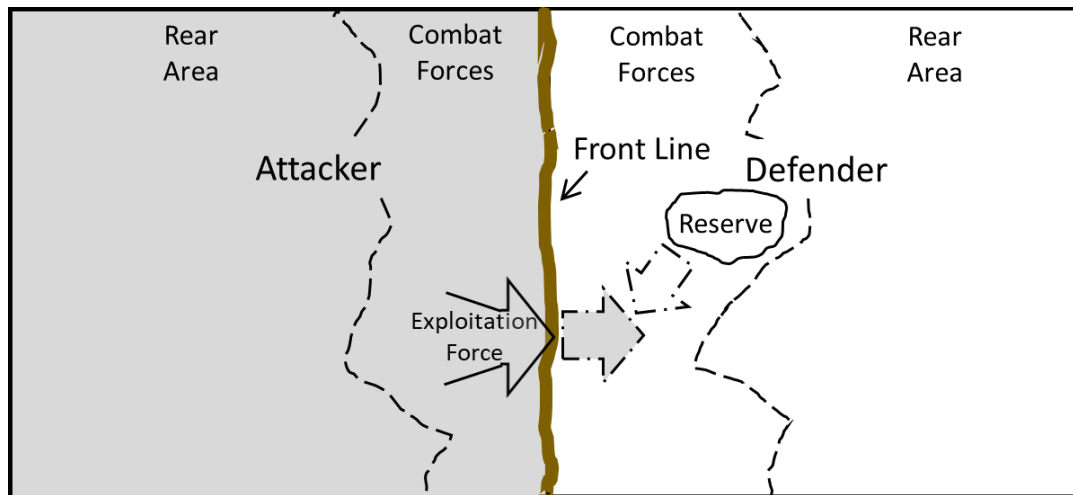 Rear
Area
Combat
Forces
Combat
Forces
Rear
Area
Attacker
Front Line
Defender
Reserve
Exploitation
Force